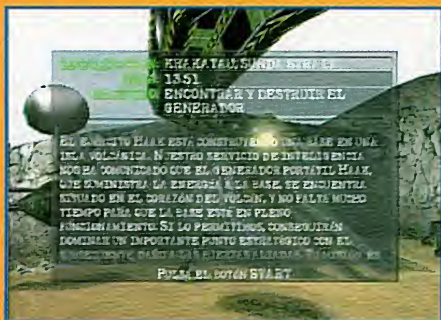 KRAKATAU, SUNDA STRAIT
1351
ENCONTRAR Y DESTRUIR EL
GENERADOR
EL EJERCITO HAAK ESTÁ CONSTRUYENDO UNA BASE EN UNA
ISLA VOLCÁNICA. NUESTRO SERVICIO DE INTELIGENCIA
NOS HA COMUNICADO QUE EL GENERADOR PORTÁTIL HAAK,
QUE SUMINISTRA LA ENERGÍA A LA BASE, SE ENCUENTRA
SITUADO EN EL CORAZÓN DEL VOLCÁN, Y NO FALTA MUCHO
TIEMPO PARA QUE LA BASE ESTÉ EN PLENO
FUNCIONAMIENTO. SI LO PERMITIMOS, CONSEGUIRÁN
DOMINAR UN IMPORTANTE PUNTO ESTRATÉGICO CON EL
PULSA EL BOTÓN START